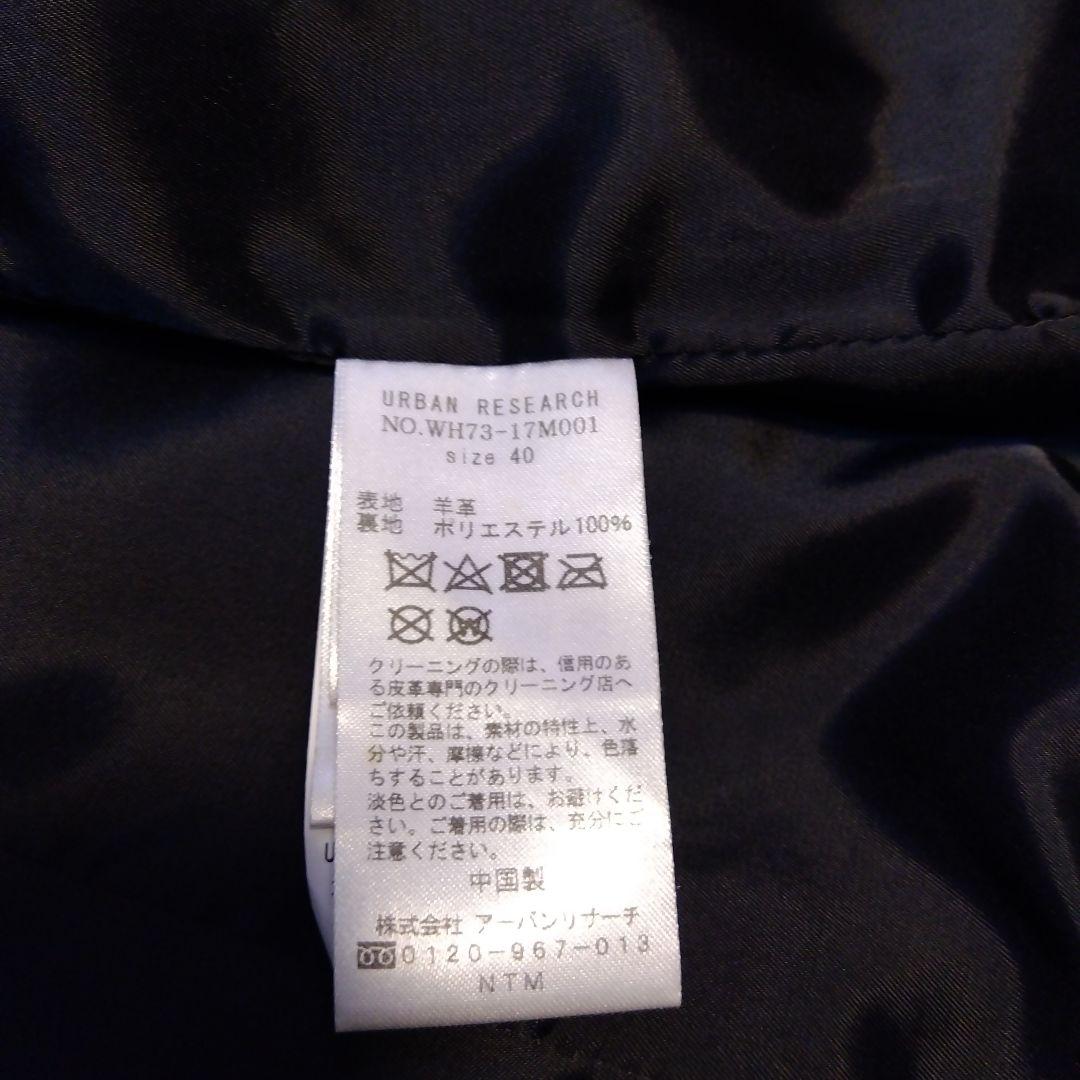 URBAN RESEARCH
NO.WH73-17M001
size 40
表地 羊革
裏地 ポリエステル100%
クリーニングの際は、信用のあ
る皮革専門のクリーニング店へ
ご依頼ください。
この製品は、素材の特性上、水
分や汗、摩擦などにより、色落
ちすることがあります。
淡色とのご着用は、お避けくだ
さい。ご着用の際は、充分にご
注意ください。
中国製
株式会社 アーバンリサーチ
0120-967-013
NTM